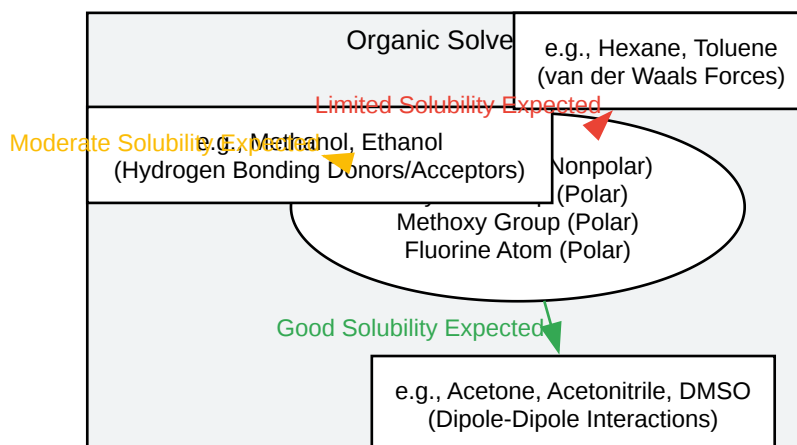 Organic Solve
e.g., Hexane, Toluene
(van der Waals Forces)
Limited Solubility Expected
Moderate Solubility Expected
e.g., Methanol, Ethanol
(Hydrogen Bonding Donors/Acceptors)
Nonpolar)
(Polar)
Methoxy Group (Polar)
Fluorine Atom (Polar)
Good Solubility Expected
e.g., Acetone, Acetonitrile, DMSO
(Dipole-Dipole Interactions)